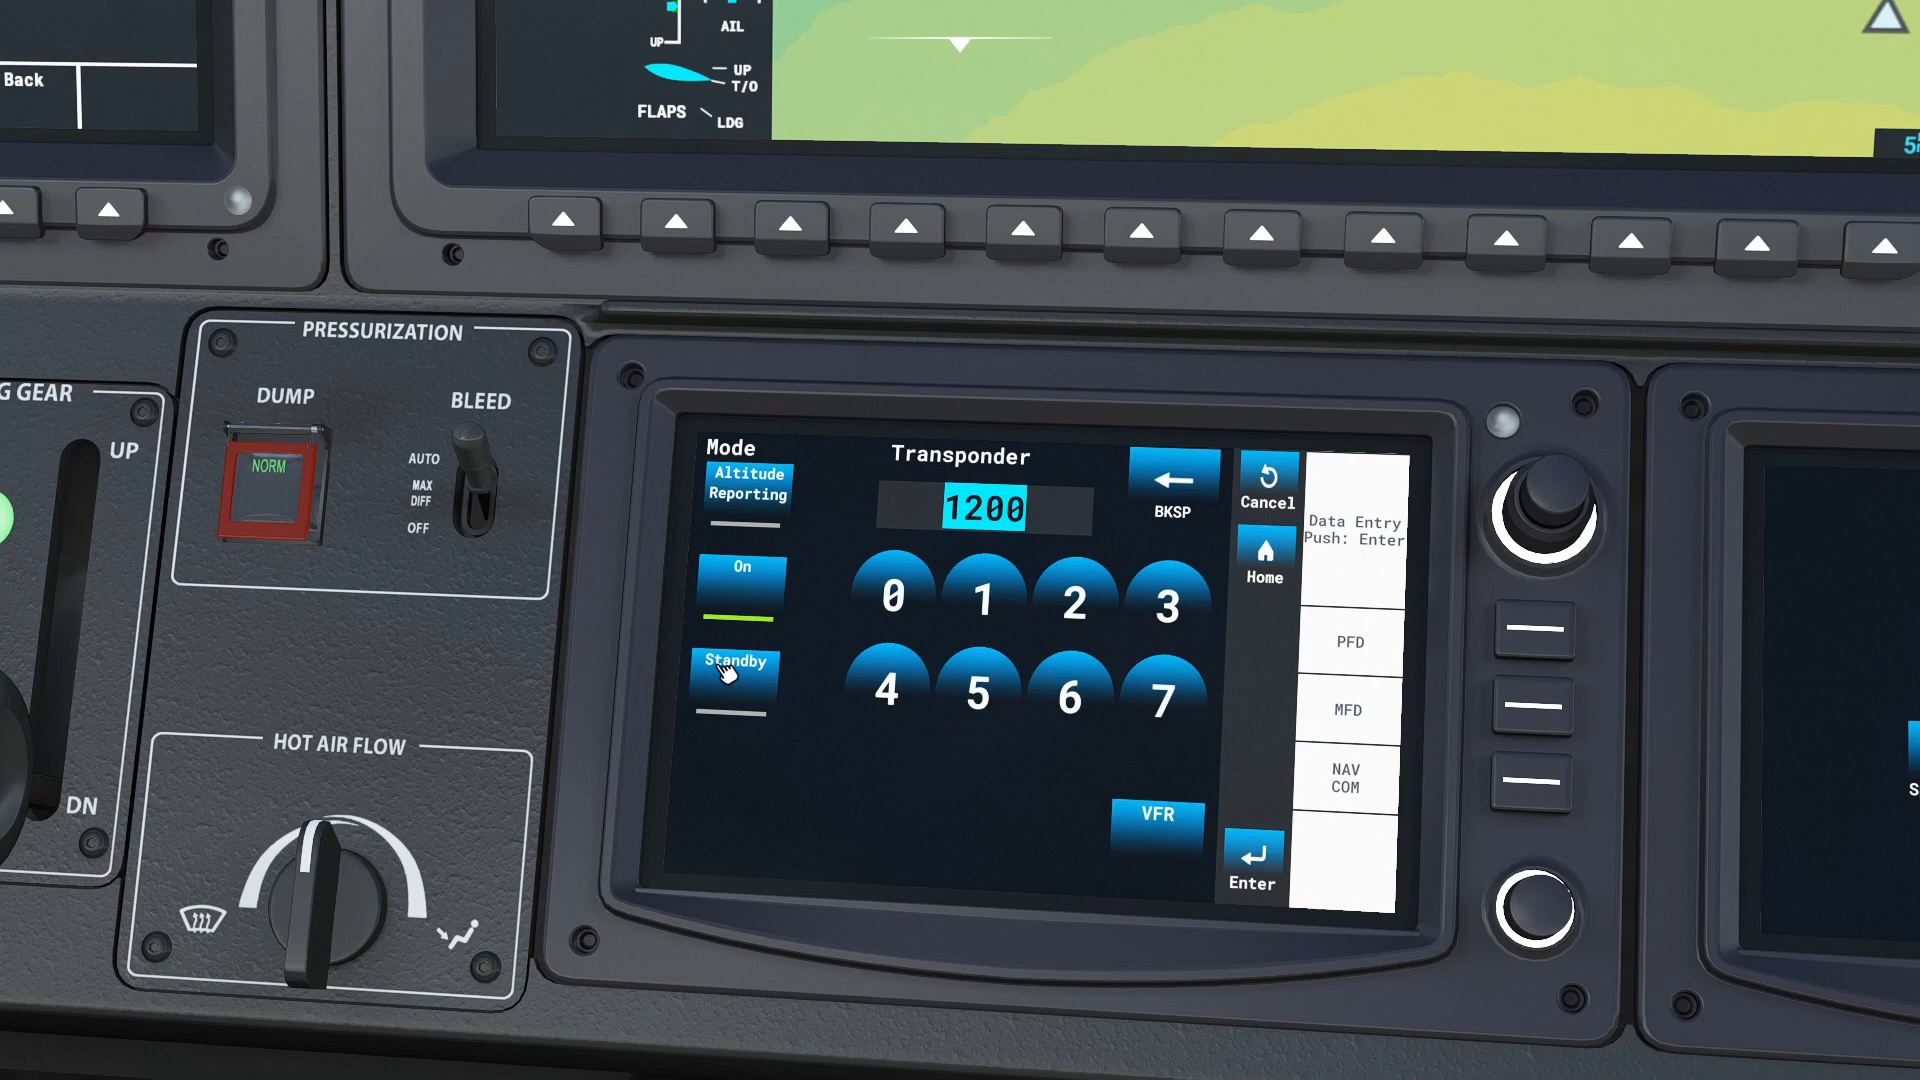 Back
UP
AIL
UP
T/O
FLAPS
LDG
PRESSURIZATION
DUMP
BLEED
NORM
AUTO
MAX
DIFF
OFF
G GEAR
UP
DN
HOT AIR FLOW
Mode
Altitude
Reporting
On
Standby
Transponder
1200
BKSP
0 1 2 3
4 5 6 7
VFR
Cancel
Home
Enter
Data Entry
Push: Enter
PFD
MFD
NAV
COM